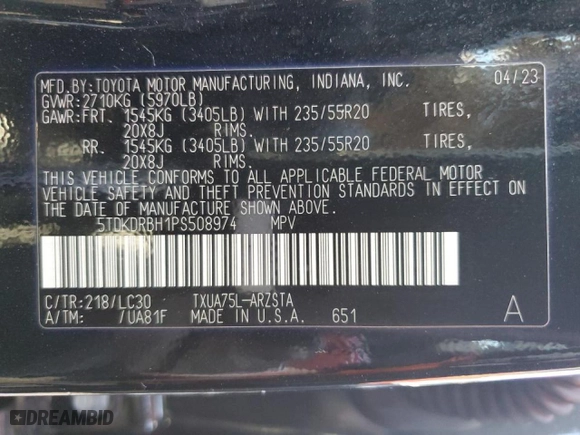 MFD.BY:TOYOTA MOTOR MANUFACTURING, INDIANA, INC. 04/23
GVWR:2710KG (5970LB)
GAWR:FRT. 1545KG (3405LB) WITH 235/55R20 TIRES,
20X8J RIMS.
RR. 1545KG (3405LB) WITH 235/55R20 TIRES,
20X8J RIMS.
THIS VEHICLE CONFORMS TO ALL APPLICABLE FEDERAL MOTOR
VEHICLE SAFETY AND THEFT PREVENTION STANDARDS IN EFFECT
ON THE DATE OF MANUFACTURE SHOWN ABOVE.
5TDKDRBH1PS508974 MPV
C/TR:218/LC30 TXUA75L-ARZSTA
A/TM: /UA81F MADE IN U.S.A. 651 A
DREAMBID